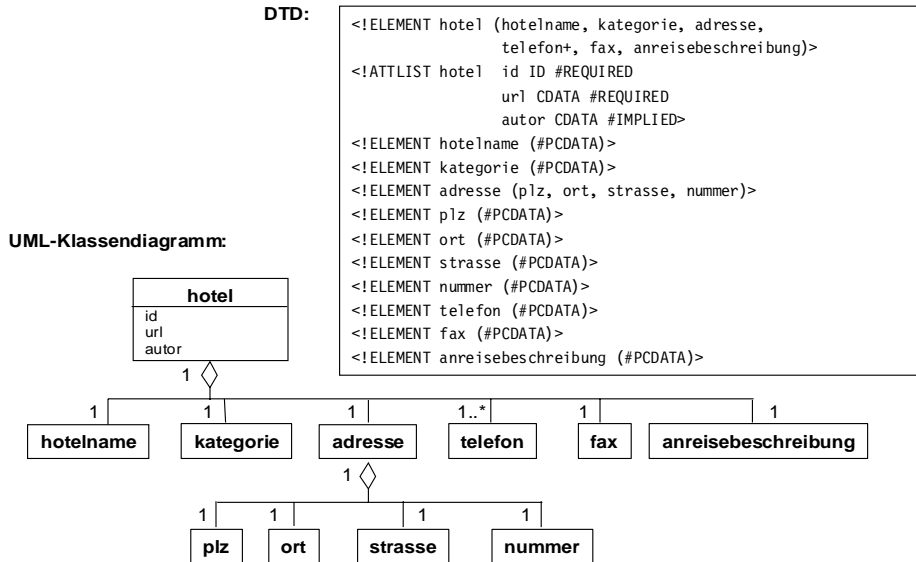 DTD:
<!ELEMENT hotel (hotelname, kategorie, adresse,
telefon+, fax, anreisebeschreibung)>
<!ATTLIST hotel id ID #REQUIRED
url CDATA #REQUIRED
autor CDATA #IMPLIED>
<!ELEMENT hotelname (#PCDATA)>
<!ELEMENT kategorie (#PCDATA)>
<!ELEMENT adresse (plz, ort, strasse, nummer)>
<!ELEMENT plz (#PCDATA)>
<!ELEMENT ort (#PCDATA)>
<!ELEMENT strasse (#PCDATA)>
<!ELEMENT nummer (#PCDATA)>
<!ELEMENT telefon (#PCDATA)>
<!ELEMENT fax (#PCDATA)>
<!ELEMENT anreisebeschreibung (#PCDATA)>
UML-Klassendiagramm:
hotel
id
url
autor
1
1 1 1 1..* 1 1
hotelname kategorie adresse telefon fax anreisebeschreibung
1
1 1 1 1
plz ort strasse nummer